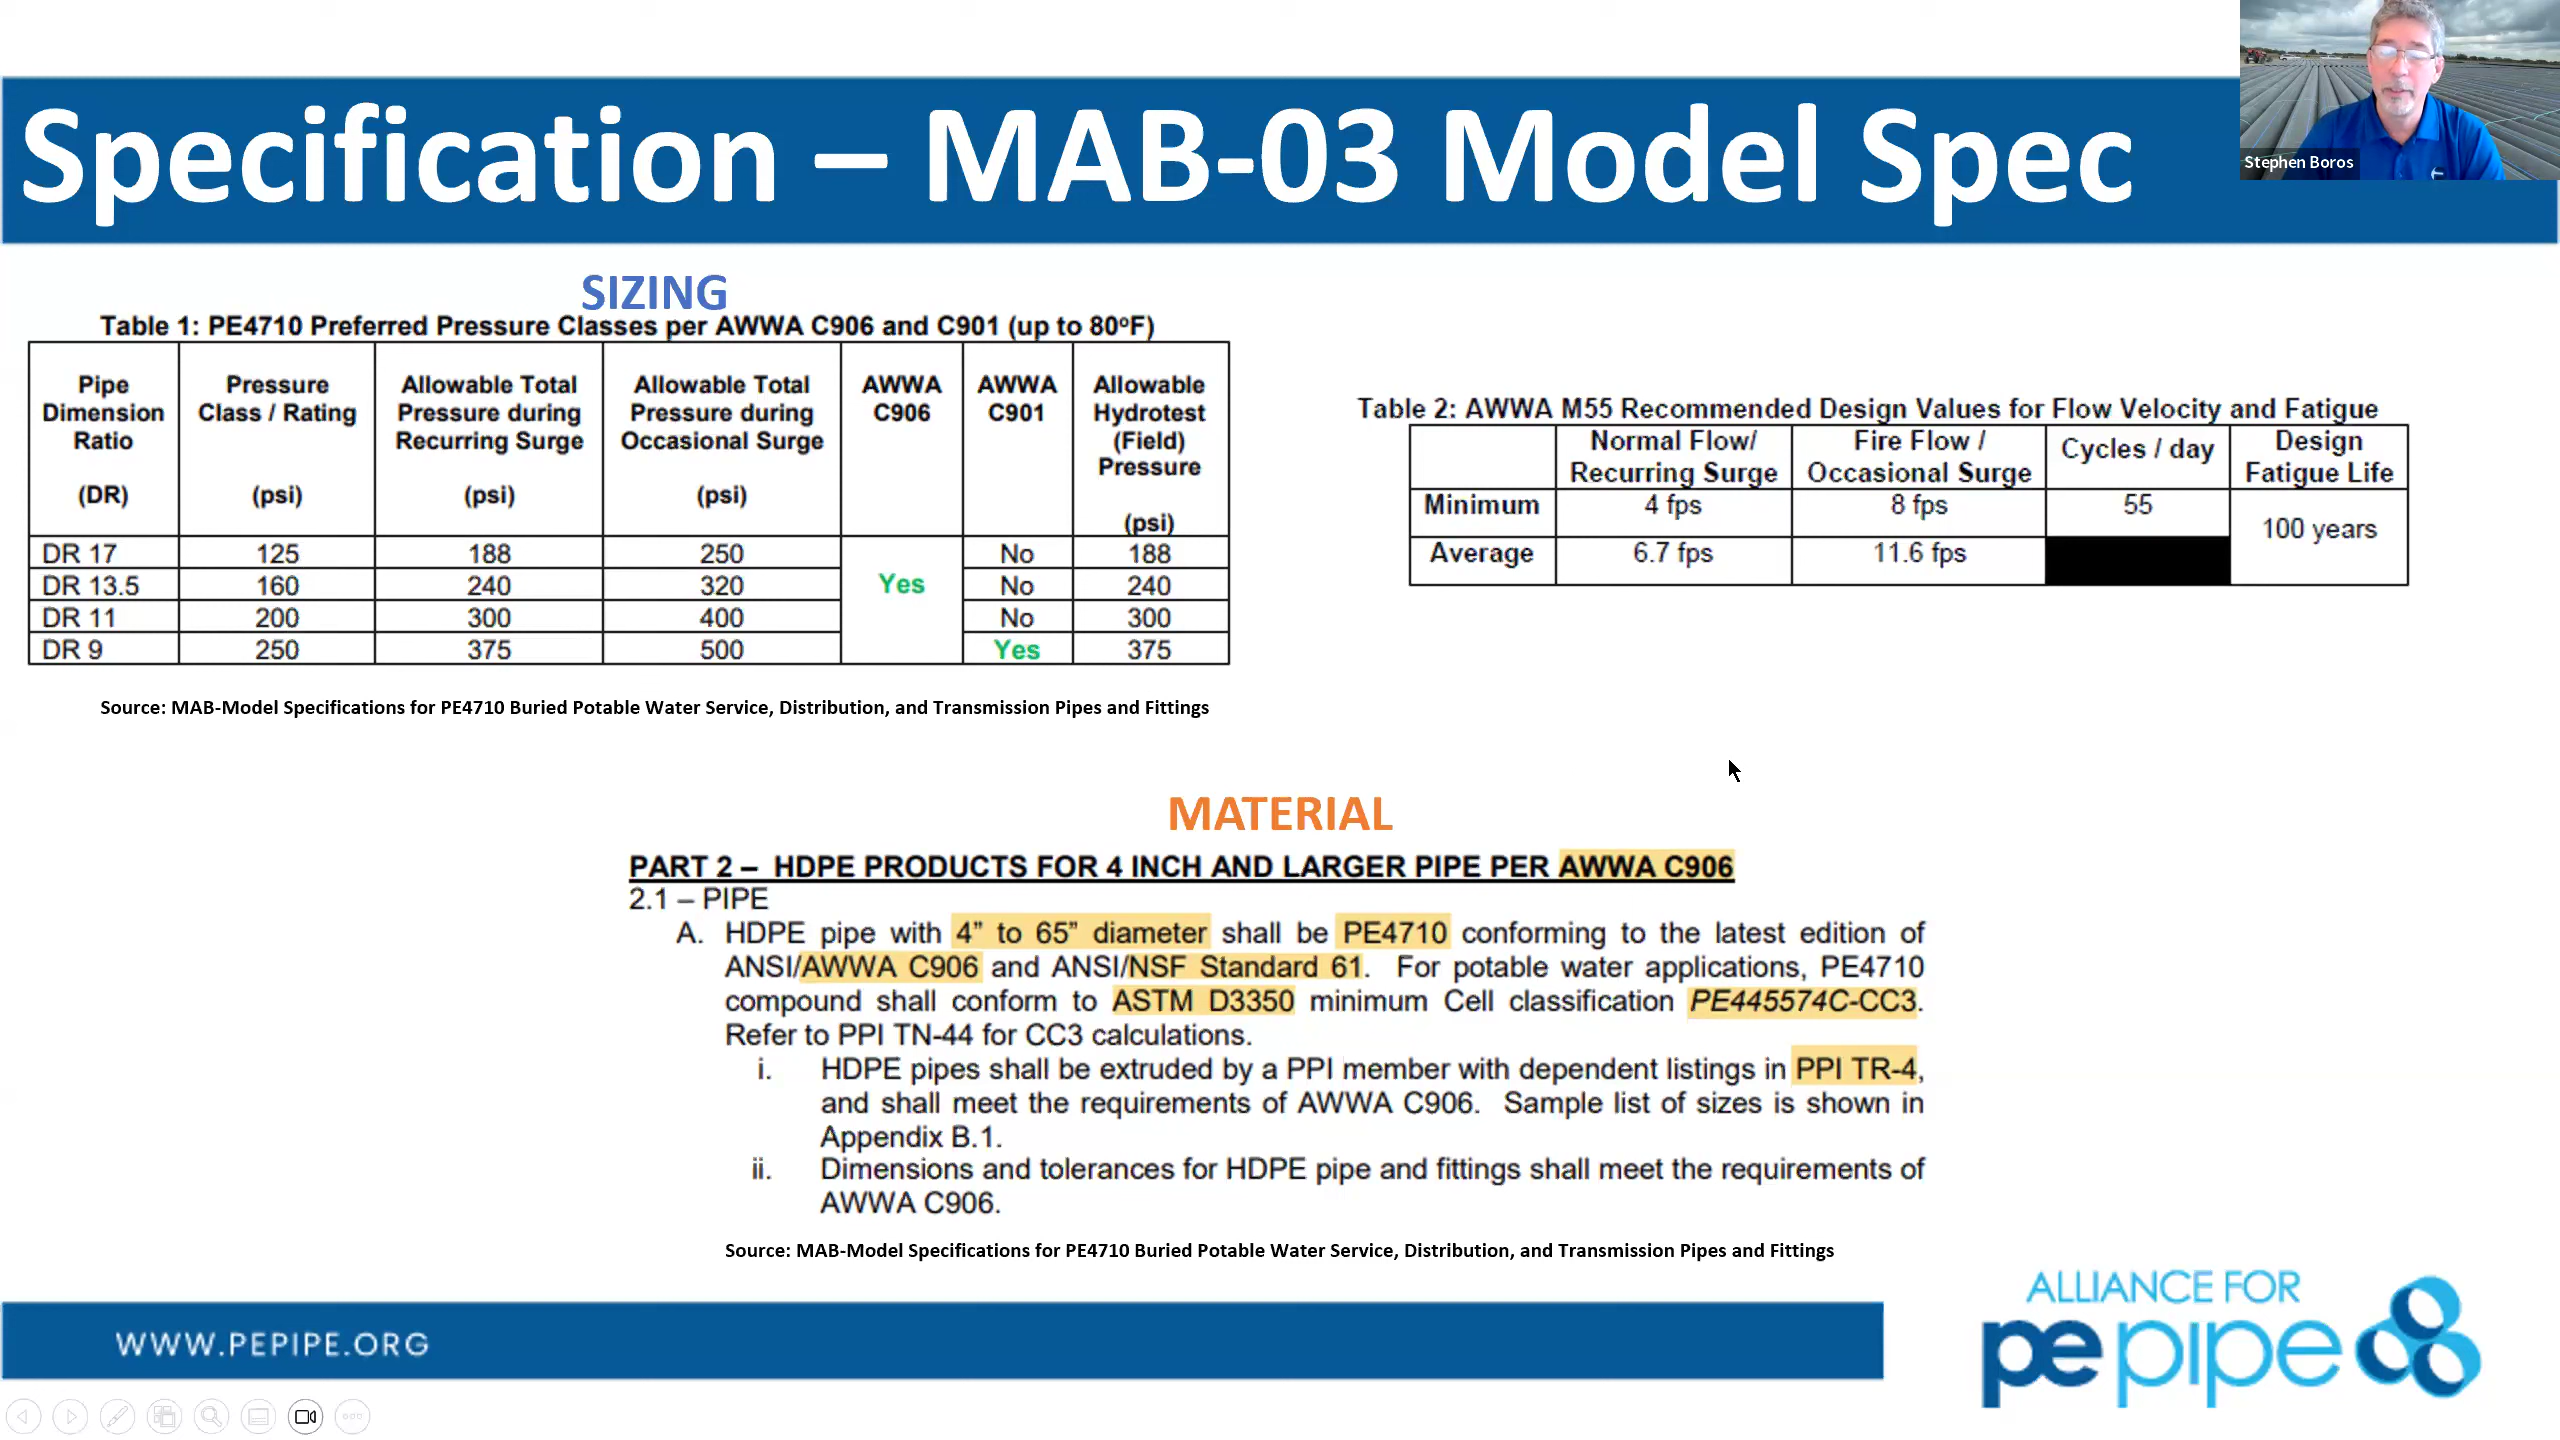 Specification – MAB-03 Model Spec
Stephen Boros
SIZING
Table 1: PE4710 Preferred Pressure Classes per AWWA C906 and C901 (up to 80ºF)
Pipe Dimension Ratio (DR)
Pressure Class / Rating (psi)
Allowable Total Pressure during Recurring Surge (psi)
Allowable Total Pressure during Occasional Surge (psi)
AWWA C906
AWWA C901
Allowable Hydrotest (Field) Pressure (psi)
DR 17 125 188 250 No 188
DR 13.5 160 240 320 Yes No 240
DR 11 200 300 400 No 300
DR 9 250 375 500 Yes 375
Source: MAB-Model Specifications for PE4710 Buried Potable Water Service, Distribution, and Transmission Pipes and Fittings
Table 2: AWWA M55 Recommended Design Values for Flow Velocity and Fatigue
Normal Flow/ Recurring Surge
Fire Flow / Occasional Surge
Cycles / day
Design Fatigue Life
Minimum 4 fps 8 fps 55
100 years
Average 6.7 fps 11.6 fps
MATERIAL
PART 2 – HDPE PRODUCTS FOR 4 INCH AND LARGER PIPE PER AWWA C906
2.1 – PIPE
A. HDPE pipe with 4” to 65” diameter shall be PE4710 conforming to the latest edition of
ANSI/AWWA C906 and ANSI/NSF Standard 61. For potable water applications, PE4710
compound shall conform to ASTM D3350 minimum Cell classification PE445574C-CC3.
Refer to PPI TN-44 for CC3 calculations.
i. HDPE pipes shall be extruded by a PPI member with dependent listings in PPI TR-4,
and shall meet the requirements of AWWA C906. Sample list of sizes is shown in
Appendix B.1.
ii. Dimensions and tolerances for HDPE pipe and fittings shall meet the requirements of
AWWA C906.
Source: MAB-Model Specifications for PE4710 Buried Potable Water Service, Distribution, and Transmission Pipes and Fittings
WWW.PEPIPE.ORG
ALLIANCE FOR
pepipe